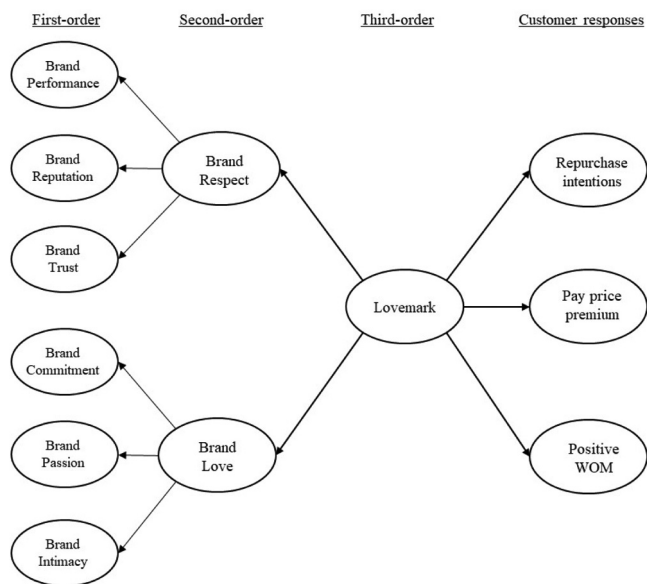 First-order
Second-order
Third-order
Customer responses
Brand
Performance
Brand
Reputation
Brand
Trust
Brand
Commitment
Brand
Passion
Brand
Intimacy
Brand
Respect
Brand
Love
Lovemark
Repurchase
intentions
Pay price
premium
Positive
WOM